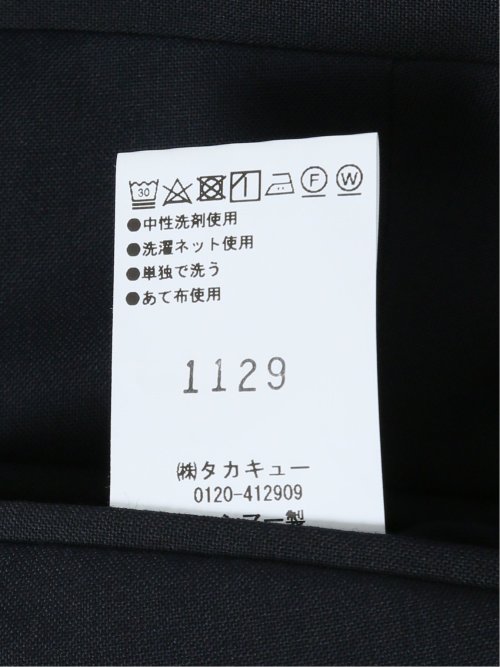 30 F W
●中性洗剤使用
●洗濯ネット使用
●単独で洗う
●あて布使用
1129
㈱タカキュー
0120-412909